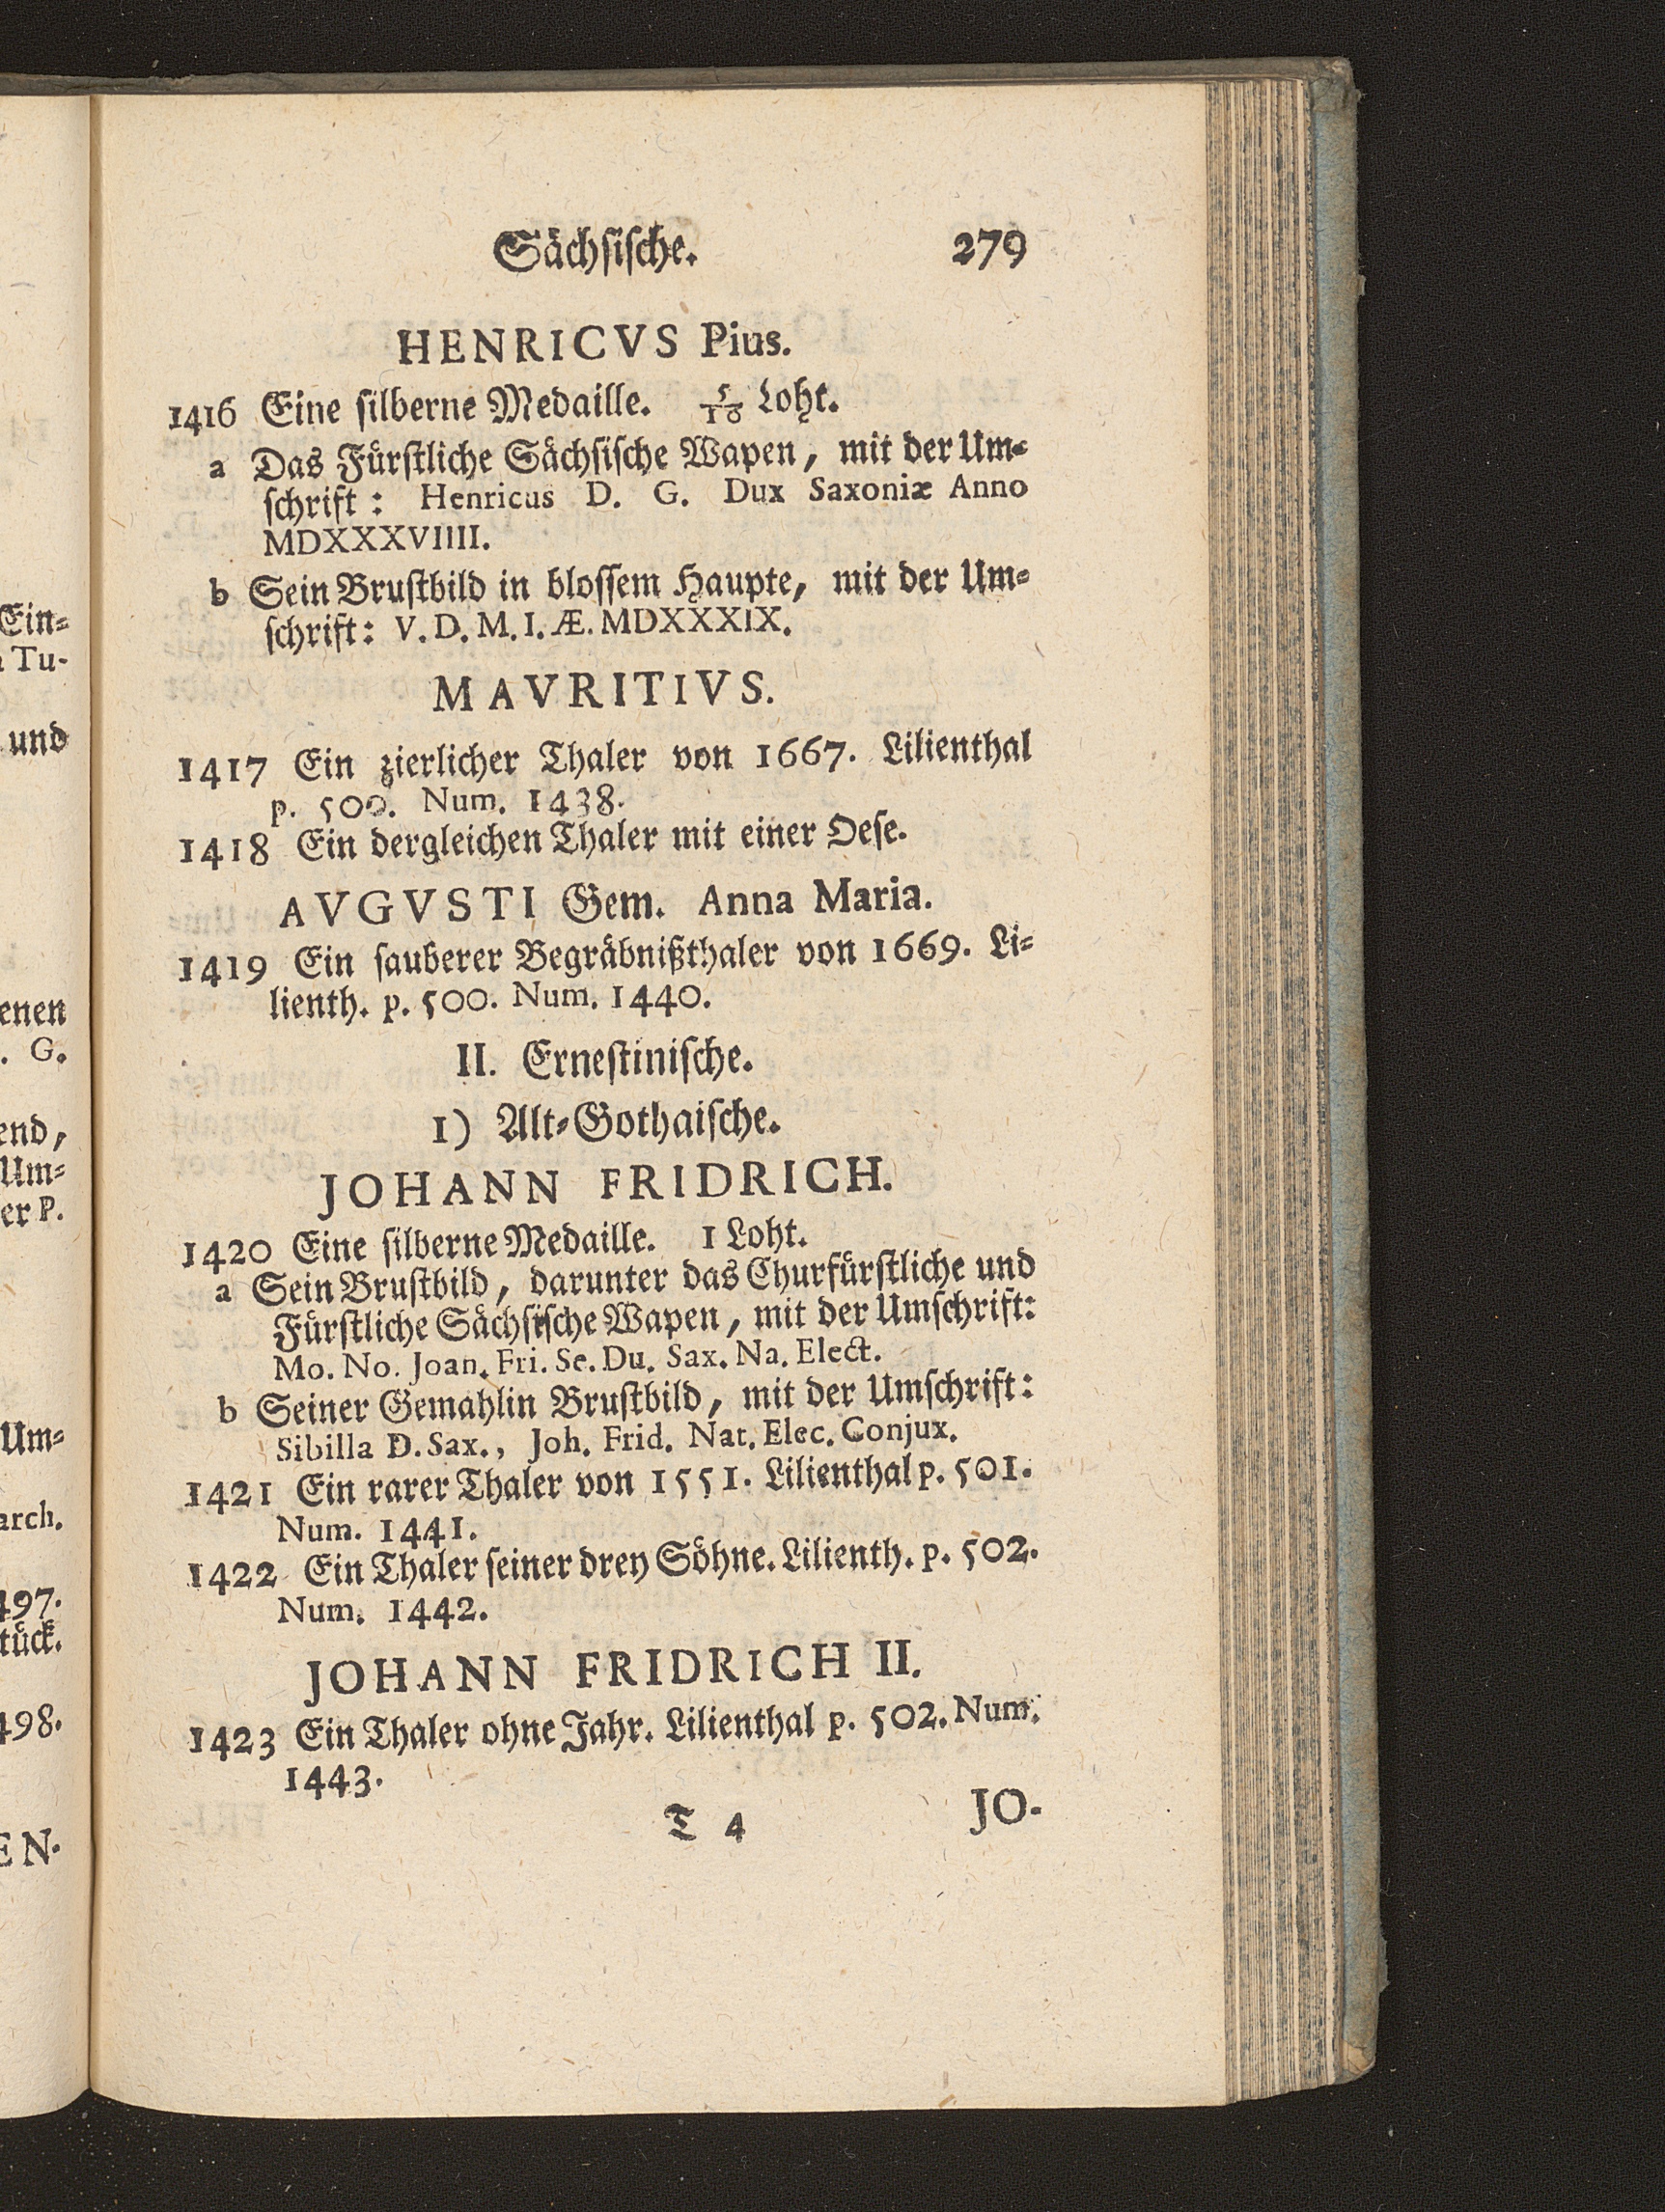 Sächsische. 279
HENRICVS Pius.
1416 Eine silberne Medaille. 5/16 Loht.
a Das Fürstliche Sächsische Wapen, mit der Um-
schrift: Henricus D. G. Dux Saxoniæ Anno
MDXXXVIIII.
b Sein Brustbild in blossem Haupte, mit der Um-
schrift: V. D. M. I. Æ. MDXXXIX.
MAVRITIVS.
1417 Ein zierlicher Thaler von 1667. Lilienthal
p. 500. Num. 1438.
1418 Ein dergleichen Thaler mit einer Oese.
AVGVSTI Gem. Anna Maria.
1419 Ein sauberer Begräbnißthaler von 1669. Li-
lienth. p. 500. Num. 1440.
II. Ernestinische.
1) Alt-Gothaische.
JOHANN FRIDRICH.
1420 Eine silberne Medaille. 1 Loht.
a Sein Brustbild, darunter das Churfürstliche und
Fürstliche Sächsische Wapen, mit der Umschrift:
Mo. No. Joan. Fri. Se. Du. Sax. Na. Elect.
b Seiner Gemahlin Brustbild, mit der Umschrift:
Sibilla D. Sax., Joh. Frid. Nat. Elec. Conjux.
1421 Ein rarer Thaler von 1551. Lilienthal p. 501.
Num. 1441.
1422 Ein Thaler seiner drey Söhne. Lilienth. p. 502.
Num. 1442.
JOHANN FRIDRICH II.
1423 Ein Thaler ohne Jahr. Lilienthal p. 502. Num.
1443.
T 4 JO-